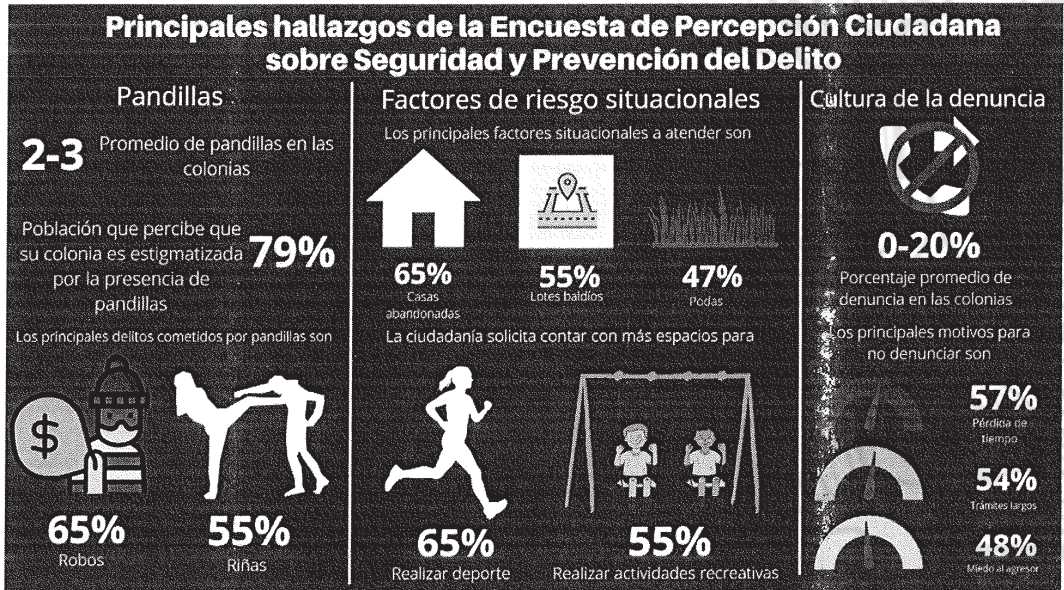 Principales hallazgos de la Encuesta de Percepción Ciudadana
sobre Seguridad y Prevención del Delito
Pandillas
2-3
Promedio de pandillas en las
colonias
Población que percibe que
su colonia es estigmatizada
por la presencia de
pandillas
79%
Los principales delitos cometidos por pandillas son
$
65%
Robos
55%
Riñas
Factores de riesgo situacionales
Los principales factores situacionales a atender son
65%
Casas
abandonadas
55%
Lotes baldíos
47%
Podas
La ciudadanía solicita contar con más espacios para
65%
Realizar deporte
55%
Realizar actividades recreativas
Cultura de la denuncia
0-20%
Porcentaje promedio de
denuncia en las colonias
Los principales motivos para
no denunciar son
57%
Pérdida de
tiempo
54%
Trámites largos
48%
Miedo al agresor